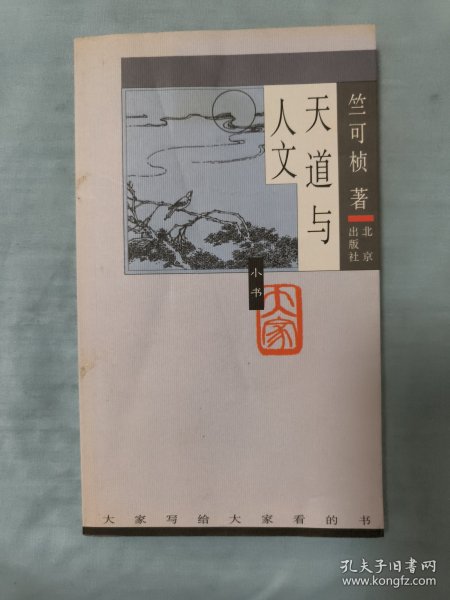 竺可桢 著
北京
出版社
天道与
人文
小书
大家
大家写给大家看的书
孔夫子旧书网
www.kongfz.com